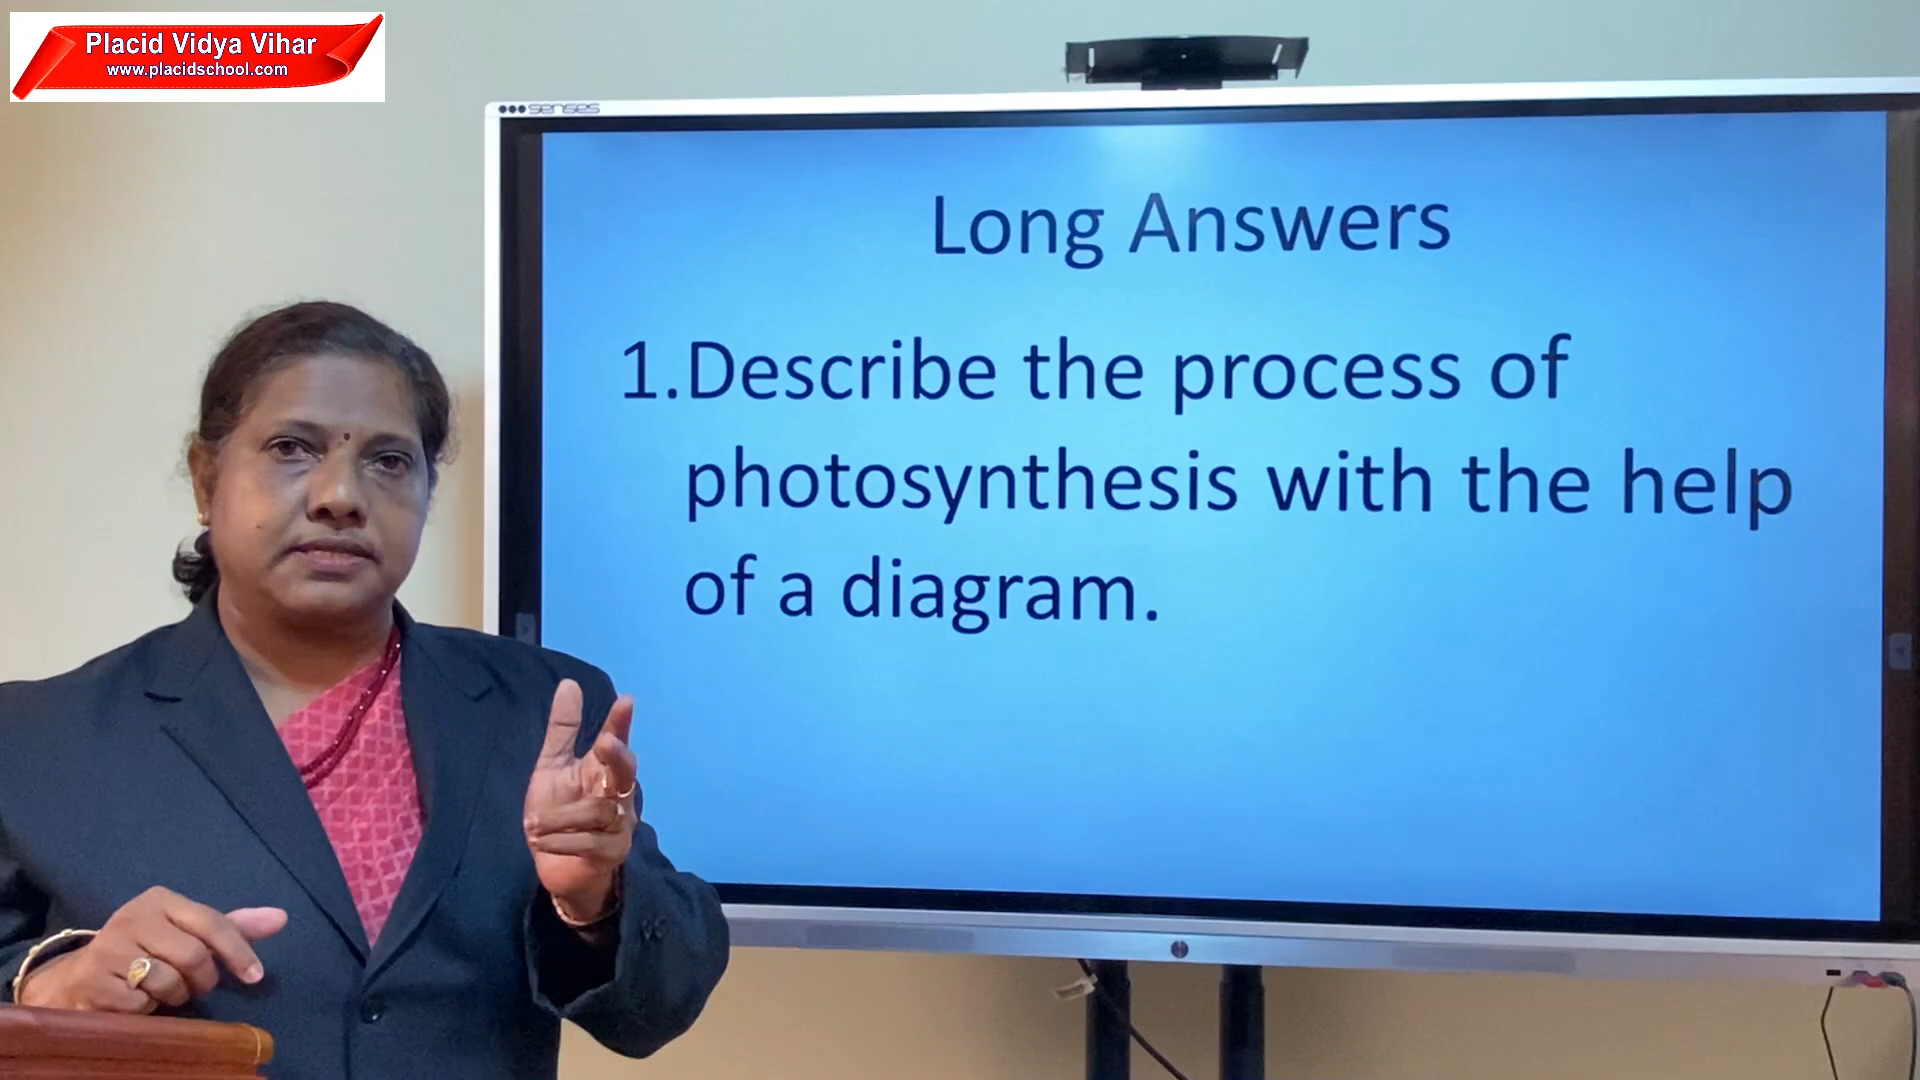 Placid Vidya Vihar
www.placidschool.com
senses
Long Answers
1.Describe the process of
photosynthesis with the help
of a diagram.